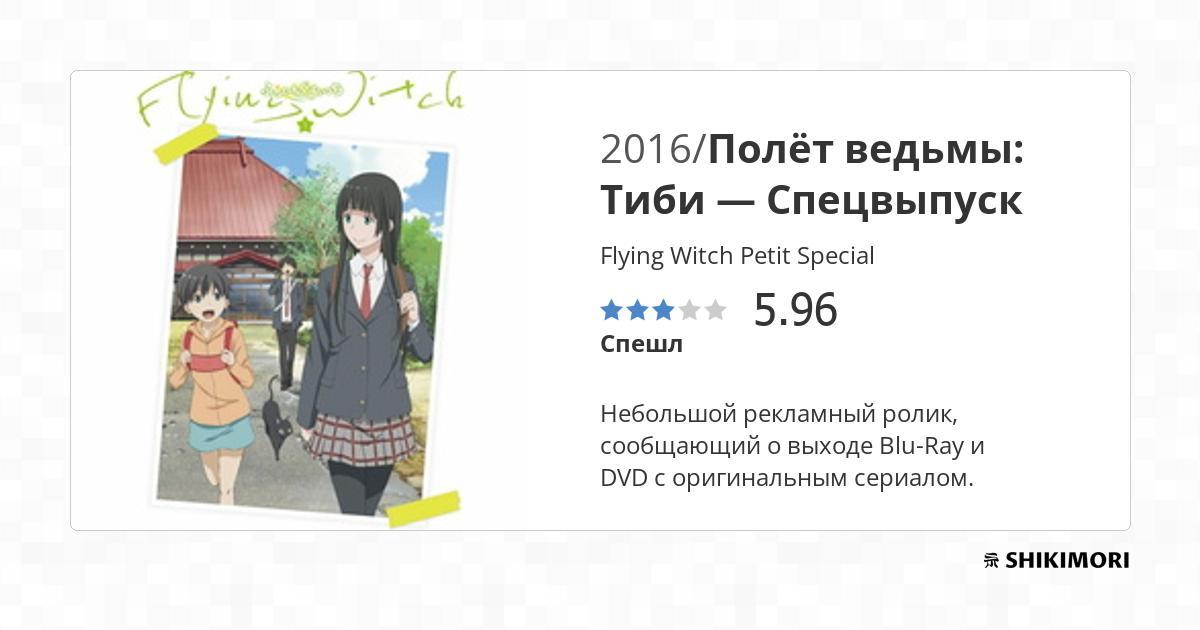 Flying Witch
2016/Полёт ведьмы:
Тиби — Спецвыпуск
Flying Witch Petit Special
5.96
Спешл
Небольшой рекламный ролик,
сообщающий о выходе Blu-Ray и
DVD с оригинальным сериалом.
SHIKIMORI